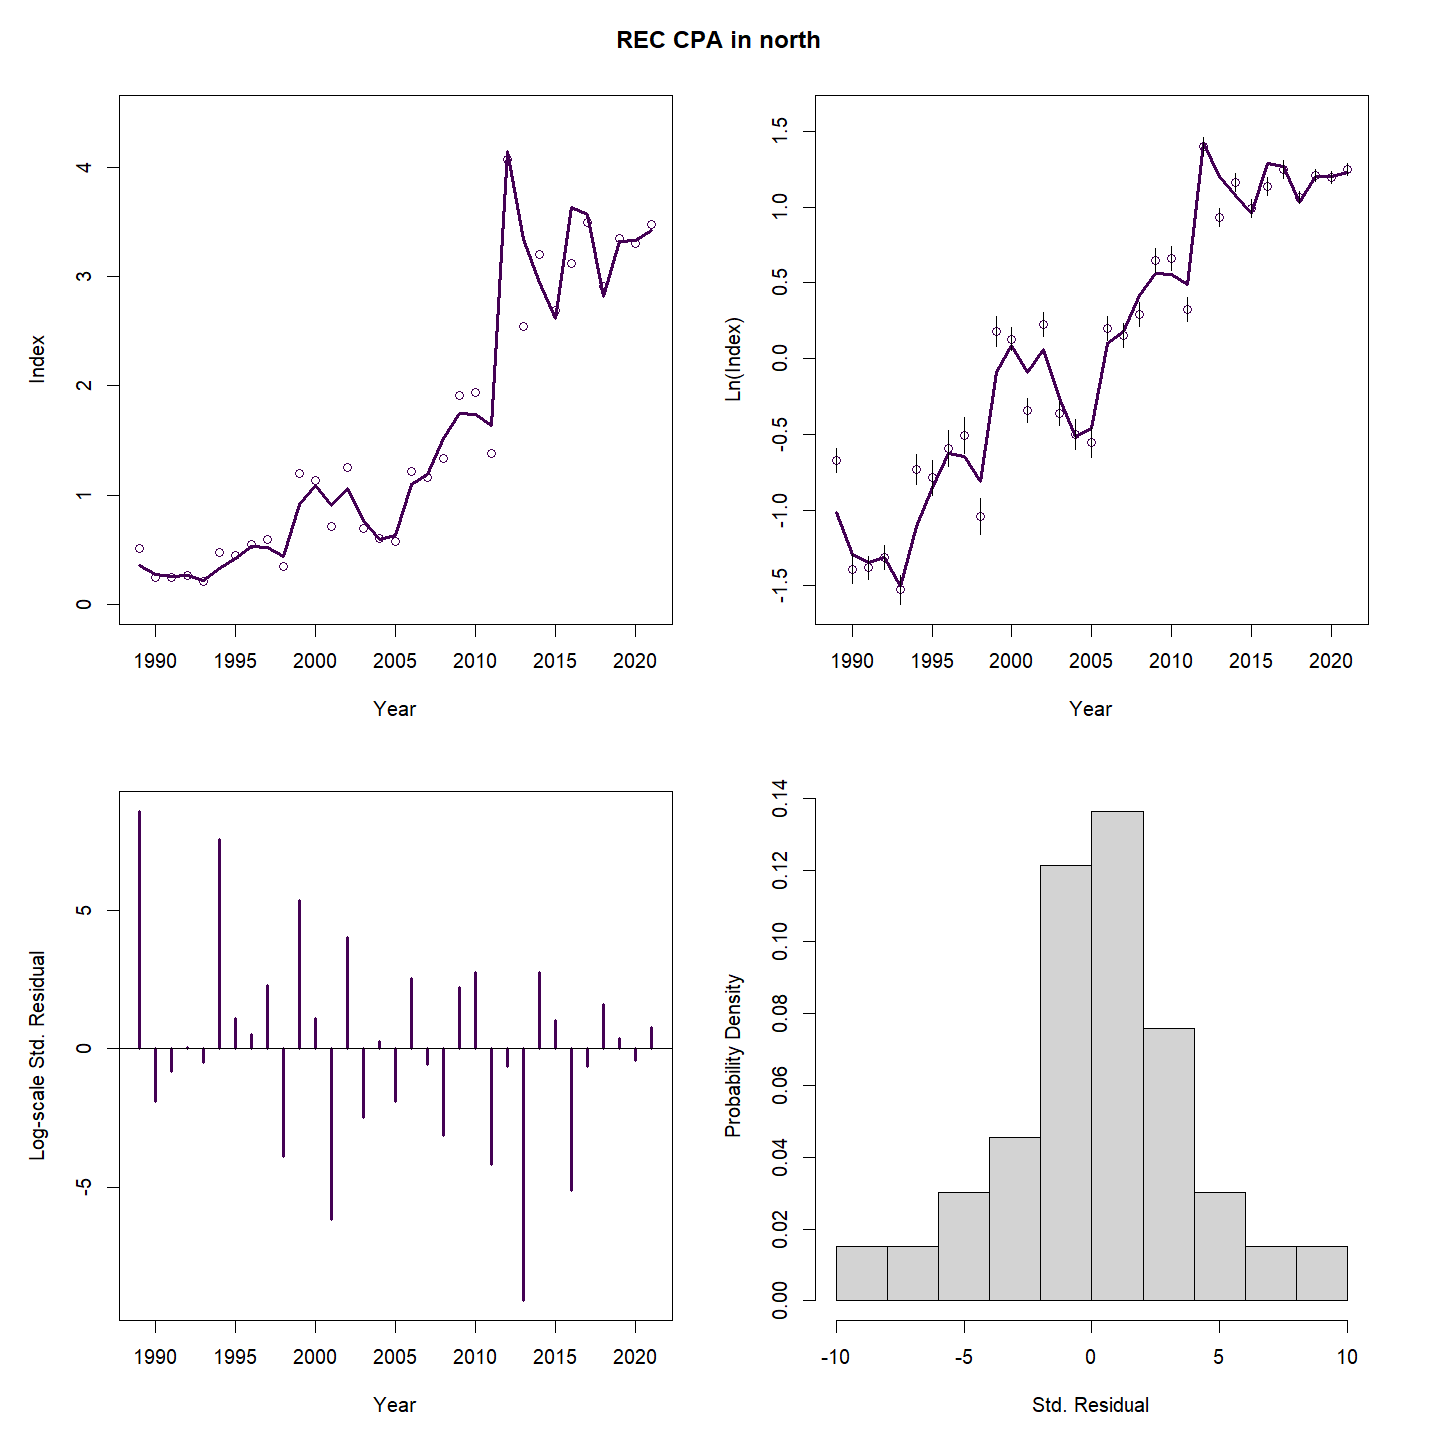 REC CPA in north
Index
0
1
2
3
4
1990 1995 2000 2005 2010 2015 2020
Year
Ln(Index)
-1.5
-1.0
-0.5
0.0
0.5
1.0
1.5
1990 1995 2000 2005 2010 2015 2020
Year
Log-scale Std. Residual
-5
0
5
1990 1995 2000 2005 2010 2015 2020
Year
Probability Density
0.00
0.02
0.04
0.06
0.08
0.10
0.12
0.14
-10 -5 0 5 10
Std. Residual